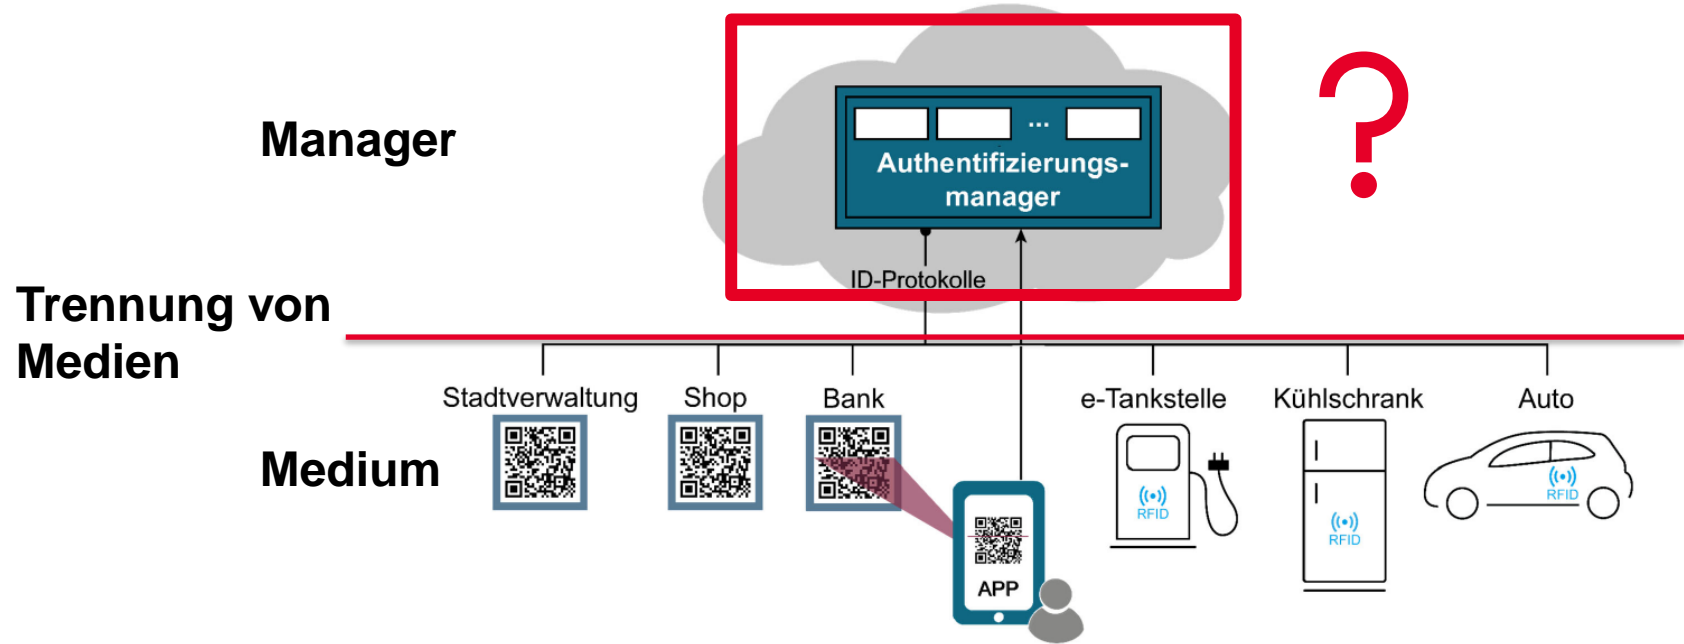 Manager
...
Authentifizierungs-
manager
?
ID-Protokolle
Trennung von
Medien
Stadtverwaltung
Shop
Bank
e-Tankstelle
Kühlschrank
Auto
Medium
RFID
RFID
RFID
APP